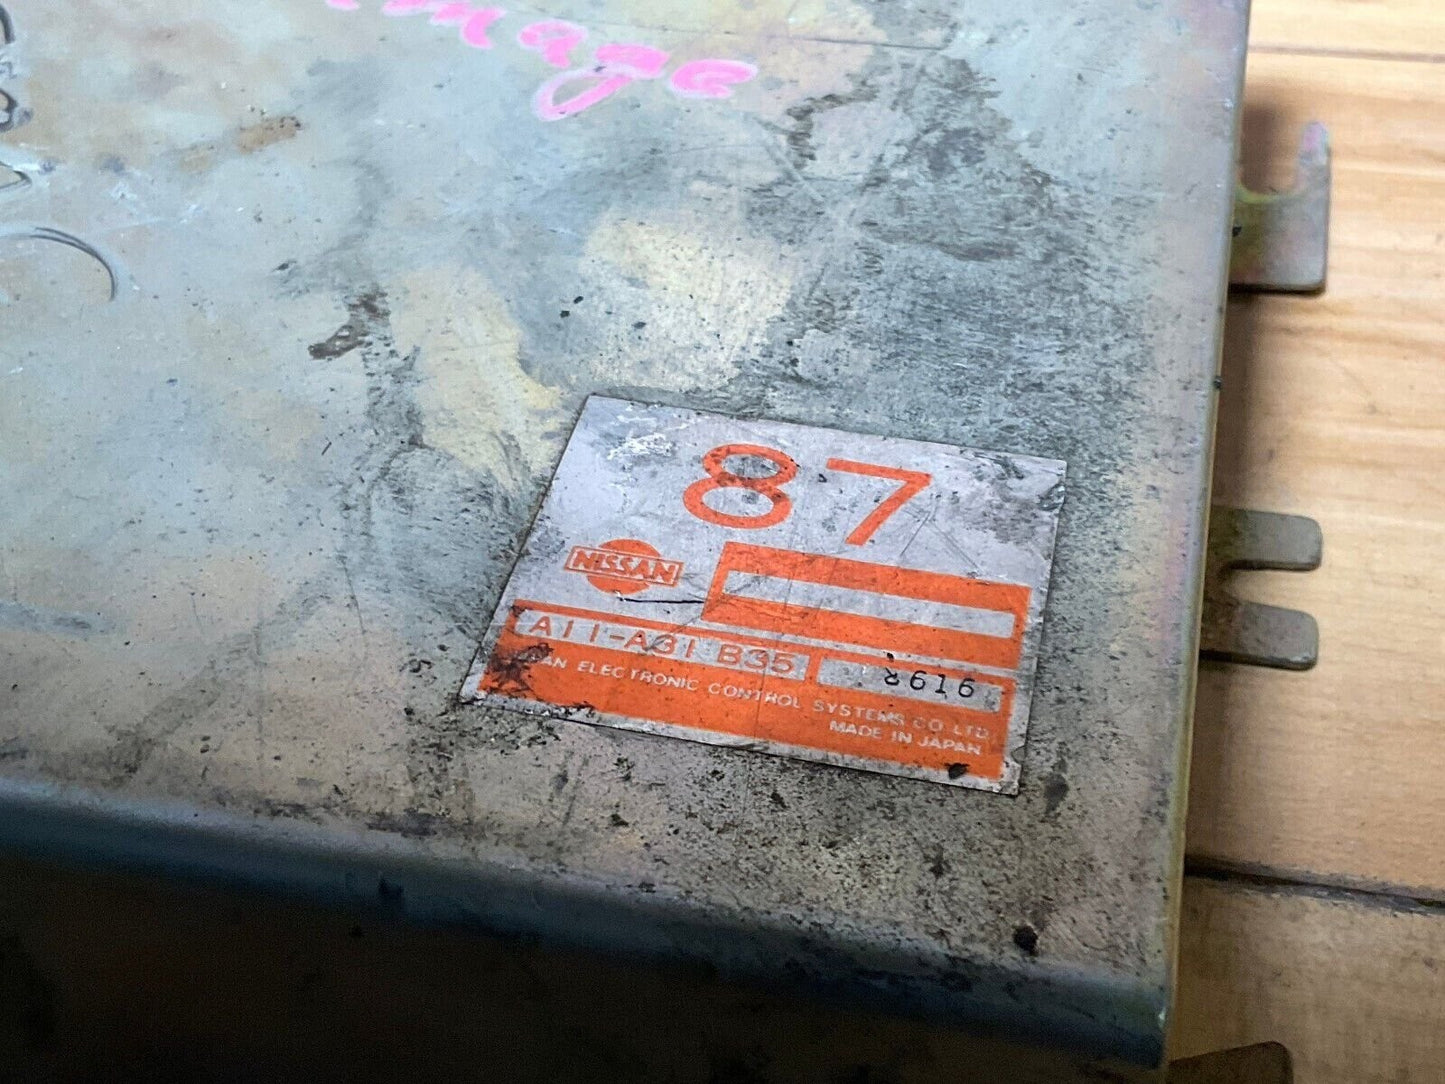 87
NISSAN
A11-A31 B35
8616
ELECTRONIC CONTROL SYSTEMS CO. LTD.
MADE IN JAPAN